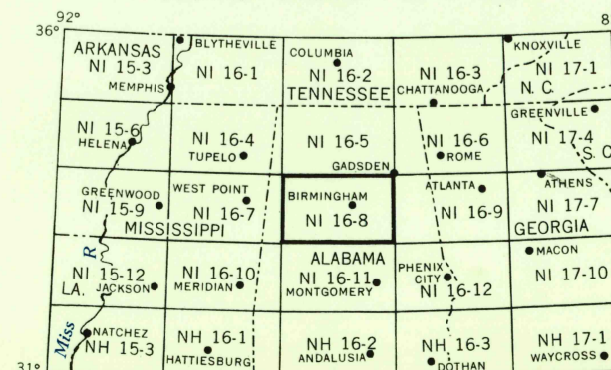 92°
8
36°
ARKANSAS
NI 15-3
MEMPHIS
BLYTHEVILLE
NI 16-1
COLUMBIA
NI 16-2
TENNESSEE
NI 16-3
CHATTANOOGA
KNOXVILLE
NI 17-1
N. C.
NI 15-6
HELENA
NI 16-4
TUPELO
NI 16-5
GADSDEN
NI 16-6
ROME
GREENVILLE
NI 17-4
S. C
GREENWOOD
NI 15-9
WEST POINT
NI 16-7
MISSISSIPPI
BIRMINGHAM
NI 16-8
ATLANTA
NI 16-9
ATHENS
NI 17-7
GEORGIA
R
NI 15-12
LA. JACKSON
NI 16-10
MERIDIAN
ALABAMA
NI 16-11
MONTGOMERY
PHENIX
CITY
NI 16-12
MACON
NI 17-10
Miss
NATCHEZ
NH 15-3
NH 16-1
HATTIESBURG
NH 16-2
ANDALUSIA
NH 16-3
DOTHAN
NH 17-1
WAYCROSS
31°